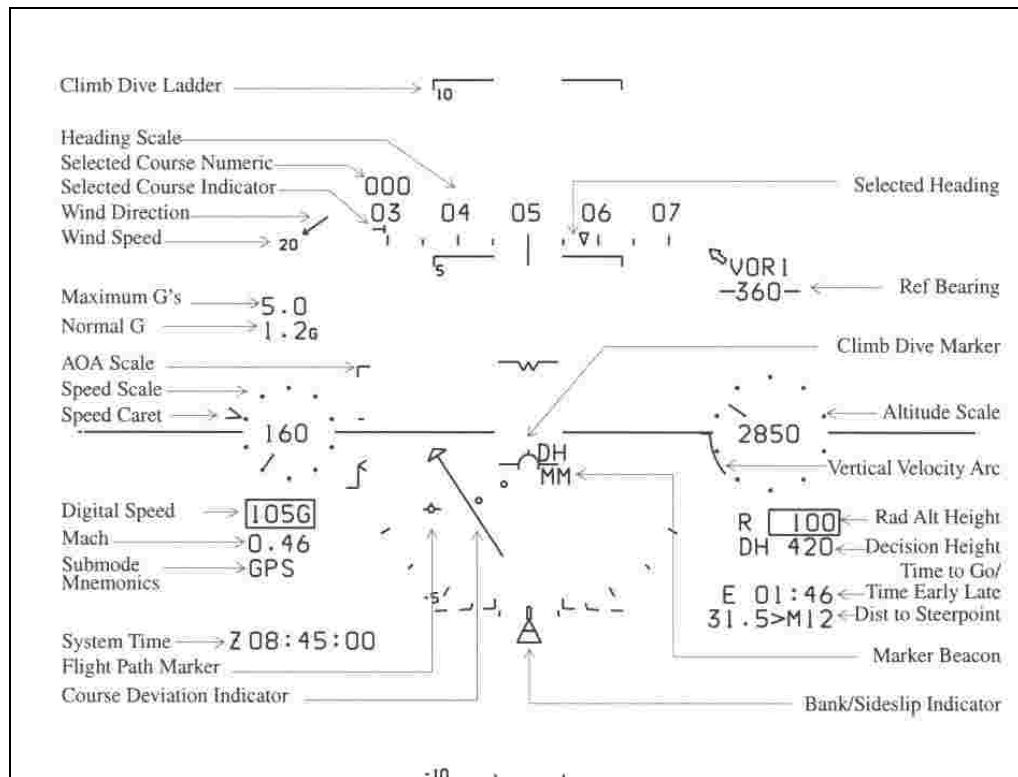 Climb Dive Ladder
10
Heading Scale
Selected Course Numeric
000
Selected Course Indicator
03 04 05 06 07
Selected Heading
Wind Direction
Wind Speed
20
5
VOR1
-360-
Ref Bearing
Maximum G's
5.0
Normal G
1.2G
Climb Dive Marker
AOA Scale
Speed Scale
Speed Caret
160
2850
Altitude Scale
DH
MM
Vertical Velocity Arc
Digital Speed
105G
R 100
Rad Alt Height
Mach
0.46
DH 420
Decision Height
Submode
Mnemonics
GPS
Time to Go/
-5
E 01:46
Time Early Late
31.5>M12
Dist to Steerpoint
System Time
Z 08:45:00
Flight Path Marker
Marker Beacon
Course Deviation Indicator
Bank/Sideslip Indicator
-10